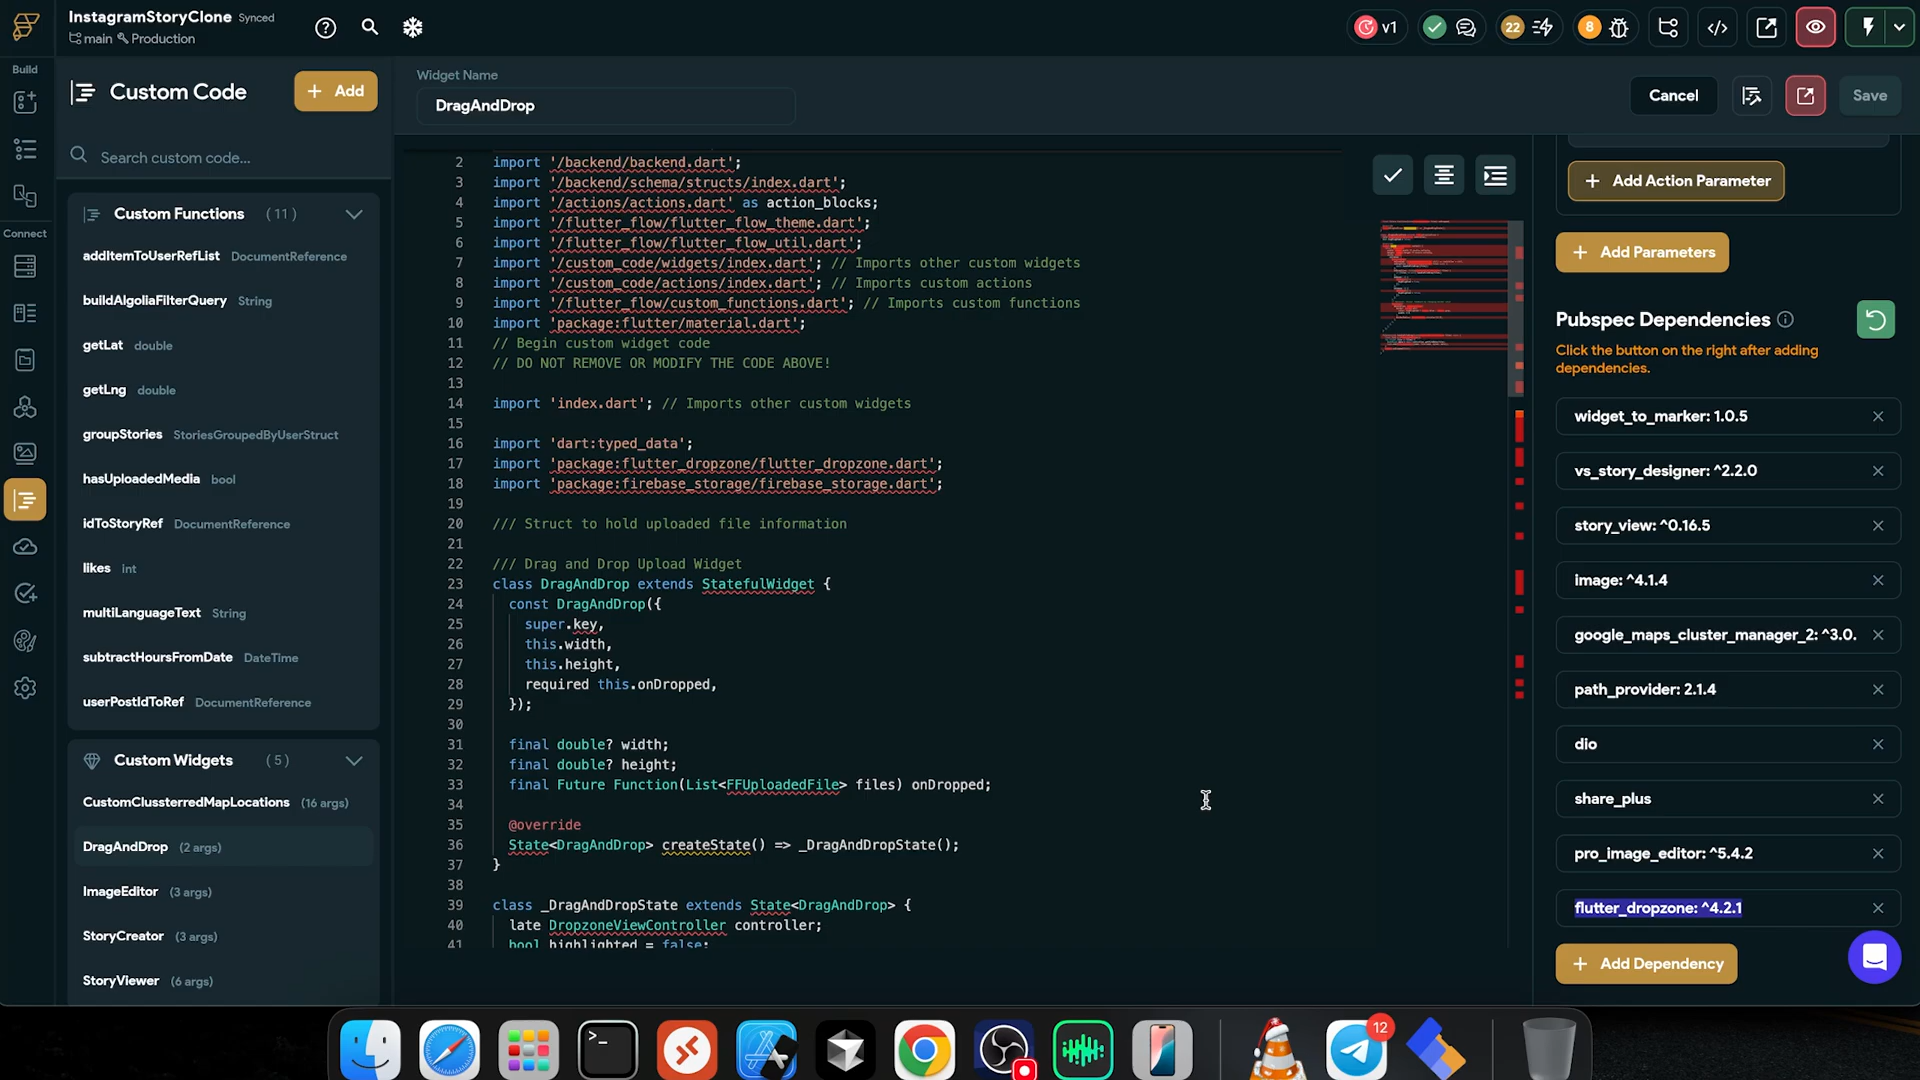 InstagramStoryClone Synced
main Production
v1
22
8
Build
Connect
Custom Code
+ Add
Search custom code...
Custom Functions (11)
addItemToUserRefList DocumentReference
buildAlgoliaFilterQuery String
getLat double
getLng double
groupStories StoriesGroupedByUserStruct
hasUploadedMedia bool
idToStoryRef DocumentReference
likes int
multiLanguageText String
subtractHoursFromDate DateTime
userPostIdToRef DocumentReference
Custom Widgets (5)
CustomClussterredMapLocations (16 args)
DragAndDrop (2 args)
ImageEditor (3 args)
StoryCreator (3 args)
StoryViewer (6 args)
Widget Name
DragAndDrop
Cancel
Save
2 import '/backend/backend.dart';
3 import '/backend/schema/structs/index.dart';
4 import '/actions/actions.dart' as action_blocks;
5 import '/flutter_flow/flutter_flow_theme.dart';
6 import '/flutter_flow/flutter_flow_util.dart';
7 import '/custom_code/widgets/index.dart'; // Imports other custom widgets
8 import '/custom_code/actions/index.dart'; // Imports custom actions
9 import '/flutter_flow/custom_functions.dart'; // Imports custom functions
10 import 'package:flutter/material.dart';
11 // Begin custom widget code
12 // DO NOT REMOVE OR MODIFY THE CODE ABOVE!
13
14 import 'index.dart'; // Imports other custom widgets
15
16 import 'dart:typed_data';
17 import 'package:flutter_dropzone/flutter_dropzone.dart';
18 import 'package:firebase_storage/firebase_storage.dart';
19
20 /// Struct to hold uploaded file information
21
22 /// Drag and Drop Upload Widget
23 class DragAndDrop extends StatefulWidget {
24 const DragAndDrop({
25 super.key,
26 this.width,
27 this.height,
28 required this.onDropped,
29 });
30
31 final double? width;
32 final double? height;
33 final Future Function(List<FFUploadedFile> files) onDropped;
34
35 @override
36 State<DragAndDrop> createState() => _DragAndDropState();
37 }
38
39 class _DragAndDropState extends State<DragAndDrop> {
40 late DropzoneViewController controller;
41 bool highlighted = false;
+ Add Action Parameter
+ Add Parameters
Pubspec Dependencies
Click the button on the right after adding
dependencies.
widget_to_marker: 1.0.5
vs_story_designer: ^2.2.0
story_view: ^0.16.5
image: ^4.1.4
google_maps_cluster_manager_2: ^3.0.
path_provider: 2.1.4
dio
share_plus
pro_image_editor: ^5.4.2
flutter_dropzone: ^4.2.1
+ Add Dependency
12